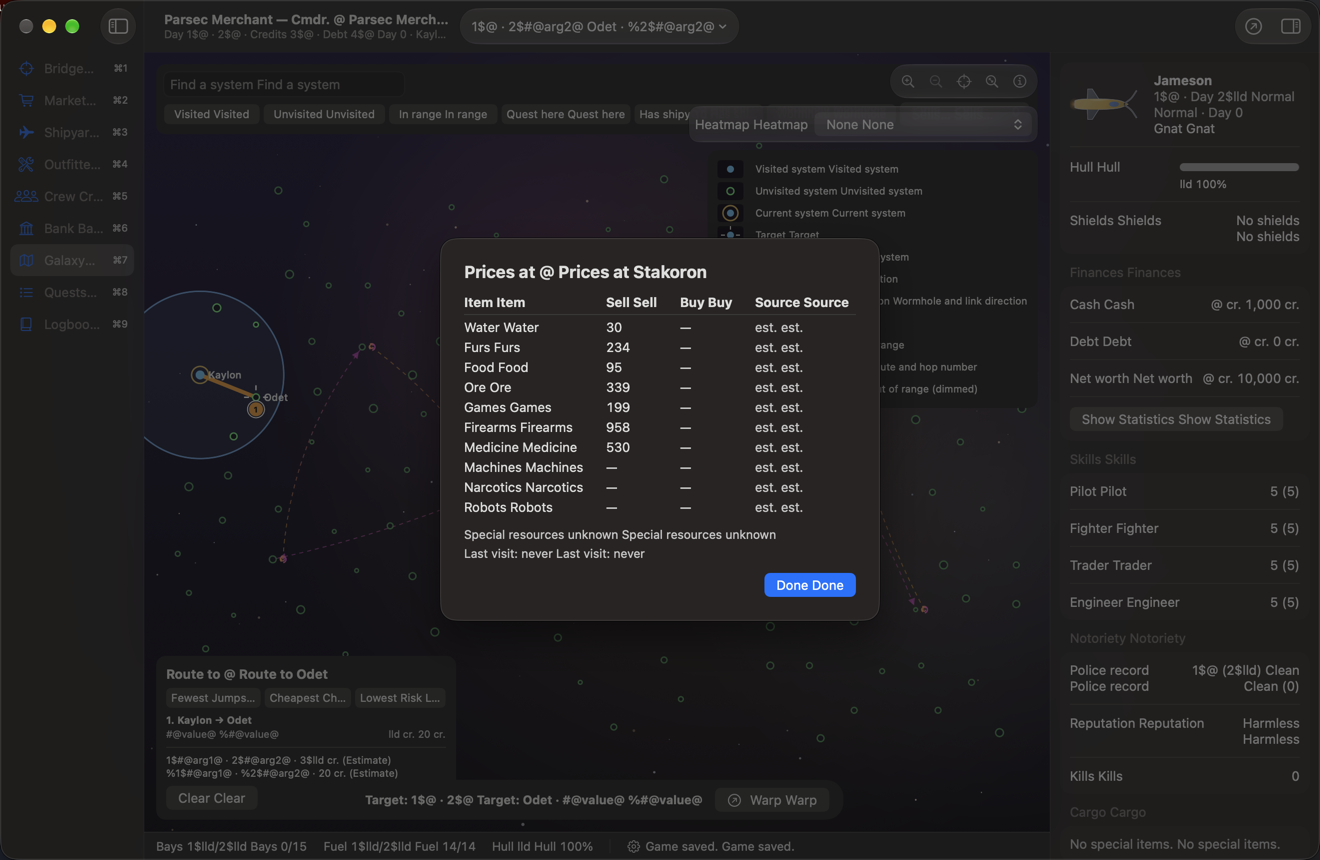 Parsec Merchant — Cmdr. @ Parsec Merch...
Day 1$@ · 2$@ · Credits 3$@ · Debt 4$@ Day 0 · Kayl...
1$@ · 2$#@arg2@ Odet · %2$#@arg2@
Bridge... ⌘1
Market... ⌘2
Shipyar... ⌘3
Outfitte... ⌘4
Crew Cr... ⌘5
Bank Ba... ⌘6
Galaxy... ⌘7
Quests... ⌘8
Logboo... ⌘9
Find a system Find a system
Visited Visited
Unvisited Unvisited
In range In range
Quest here Quest here
Has shipy
Heatmap Heatmap
None None
Visited system Visited system
Unvisited system Unvisited system
Current system Current system
Target Target
ystem
tion
on Wormhole and link direction
ange
ute and hop number
t of range (dimmed)
Kaylon
Odet
1
Prices at @ Prices at Stakoron
Item Item Sell Sell Buy Buy Source Source
Water Water 30 — est. est.
Furs Furs 234 — est. est.
Food Food 95 — est. est.
Ore Ore 339 — est. est.
Games Games 199 — est. est.
Firearms Firearms 958 — est. est.
Medicine Medicine 530 — est. est.
Machines Machines — — est. est.
Narcotics Narcotics — — est. est.
Robots Robots — — est. est.
Special resources unknown Special resources unknown
Last visit: never Last visit: never
Done Done
Route to @ Route to Odet
Fewest Jumps...
Cheapest Ch...
Lowest Risk L...
1. Kaylon → Odet
#@value@ %#@value@ lld cr. 20 cr.
1$#@arg1@ · 2$#@arg2@ · 3$lld cr. (Estimate)
%1$#@arg1@ · %2$#@arg2@ · 20 cr. (Estimate)
Clear Clear
Target: 1$@ · 2$@ Target: Odet · #@value@ %#@value@
Warp Warp
Bays 1$lld/2$lld Bays 0/15
Fuel 1$lld/2$lld Fuel 14/14
Hull lld Hull 100%
Game saved. Game saved.
Jameson
1$@ · Day 2$lld Normal
Normal · Day 0
Gnat Gnat
Hull Hull
lld 100%
Shields Shields No shields
No shields
Finances Finances
Cash Cash @ cr. 1,000 cr.
Debt Debt @ cr. 0 cr.
Net worth Net worth @ cr. 10,000 cr.
Show Statistics Show Statistics
Skills Skills
Pilot Pilot 5 (5)
Fighter Fighter 5 (5)
Trader Trader 5 (5)
Engineer Engineer 5 (5)
Notoriety Notoriety
Police record 1$@ (2$lld) Clean
Police record Clean (0)
Reputation Reputation Harmless
Harmless
Kills Kills 0
Cargo Cargo
No special items. No special items.